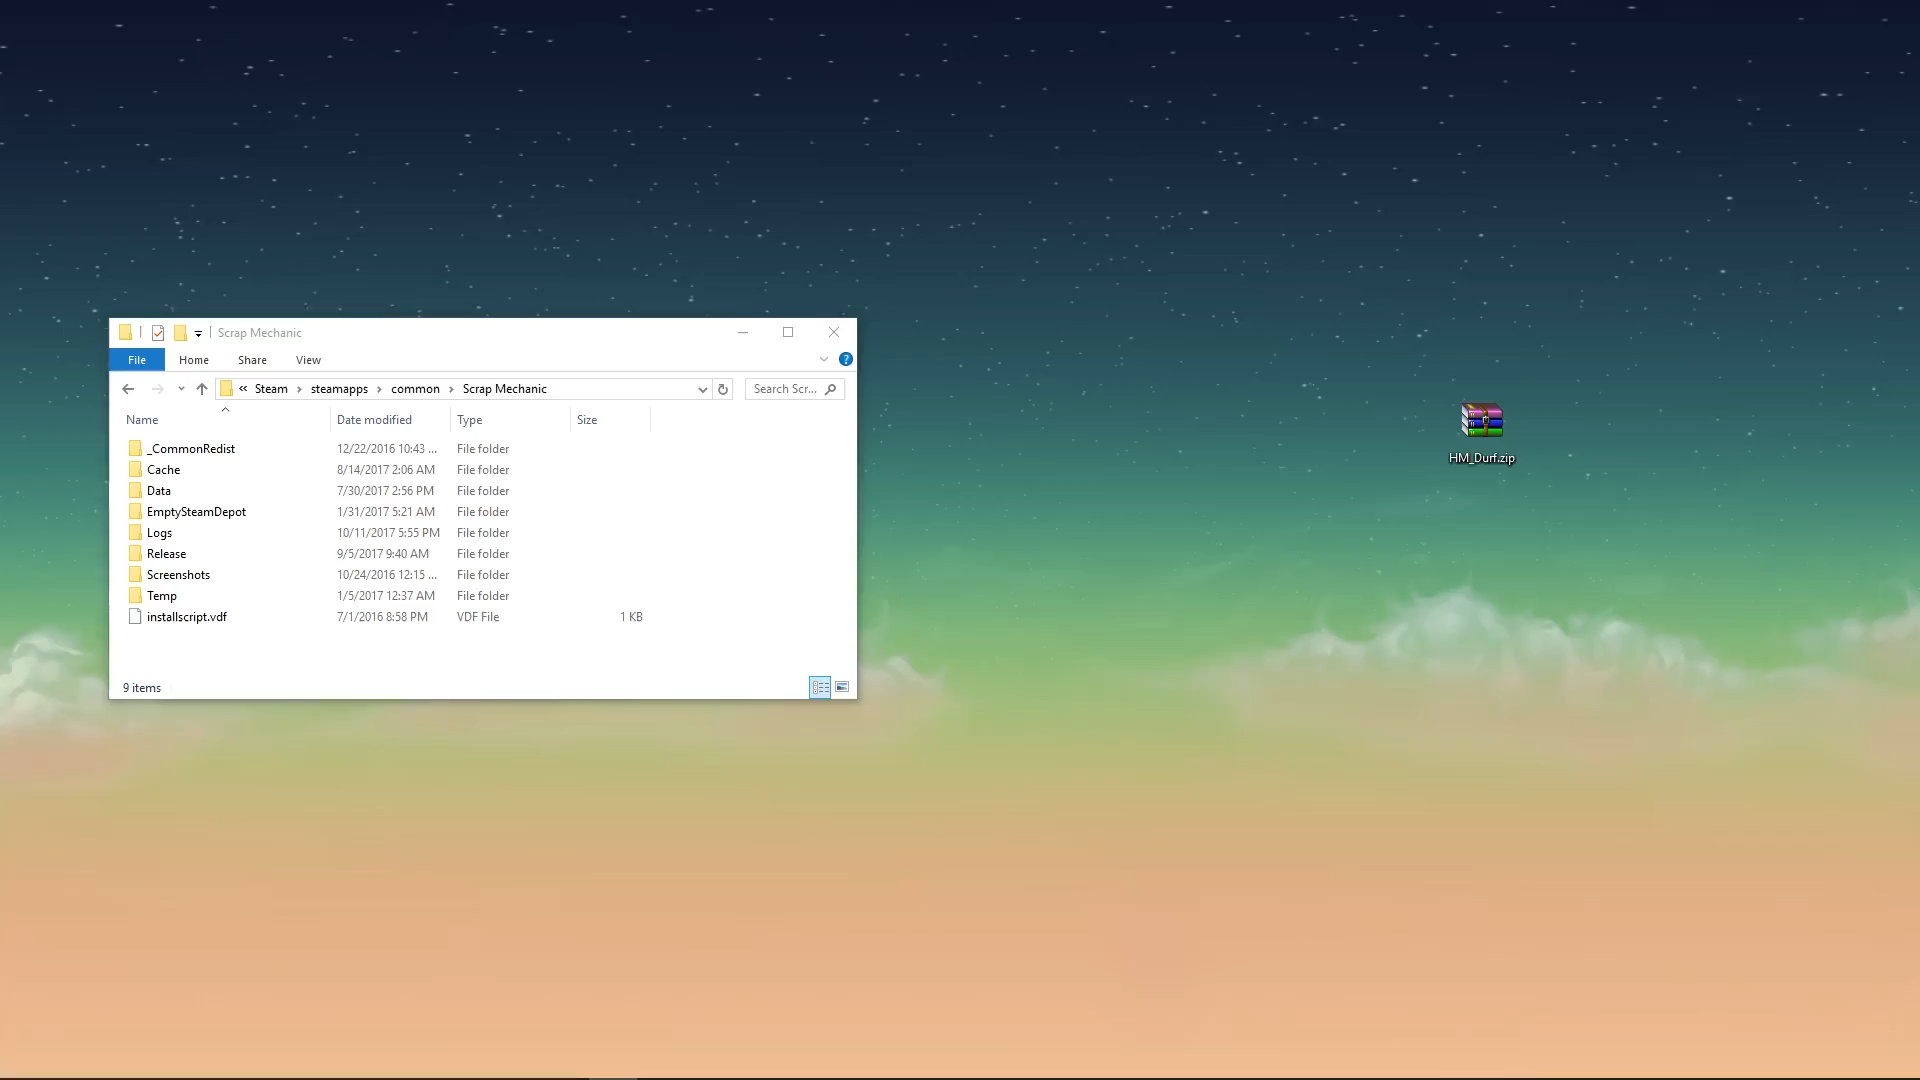 Scrap Mechanic
File Home Share View
« Steam › steamapps › common › Scrap Mechanic Search Scr...
Name Date modified Type Size
_CommonRedist 12/22/2016 10:43 ... File folder
Cache 8/14/2017 2:06 AM File folder
Data 7/30/2017 2:56 PM File folder
EmptySteamDepot 1/31/2017 5:21 AM File folder
Logs 10/11/2017 5:55 PM File folder
Release 9/5/2017 9:40 AM File folder
Screenshots 10/24/2016 12:15 ... File folder
Temp 1/5/2017 12:37 AM File folder
installscript.vdf 7/1/2016 8:58 PM VDF File 1 KB
9 items
HM_Durf.zip